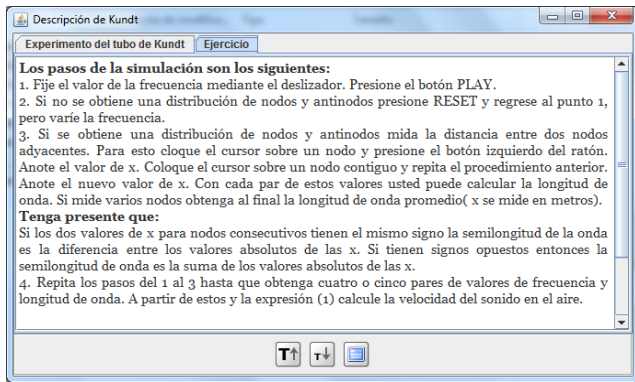 Descripción de Kundt
Experimento del tubo de Kundt Ejercicio
Los pasos de la simulación son los siguientes:
1. Fije el valor de la frecuencia mediante el deslizador. Presione el botón PLAY.
2. Si no se obtiene una distribución de nodos y antinodos presione RESET y regrese al punto 1,
pero varíe la frecuencia.
3. Si se obtiene una distribución de nodos y antinodos mida la distancia entre dos nodos
adyacentes. Para esto cloque el cursor sobre un nodo y presione el botón izquierdo del ratón.
Anote el valor de x. Coloque el cursor sobre un nodo contiguo y repita el procedimiento anterior.
Anote el nuevo valor de x. Con cada par de estos valores usted puede calcular la longitud de
onda. Si mide varios nodos obtenga al final la longitud de onda promedio( x se mide en metros).
Tenga presente que:
Si los dos valores de x para nodos consecutivos tienen el mismo signo la semilongitud de la onda
es la diferencia entre los valores absolutos de las x. Si tienen signos opuestos entonces la
semilongitud de onda es la suma de los valores absolutos de las x.
4. Repita los pasos del 1 al 3 hasta que obtenga cuatro o cinco pares de valores de frecuencia y
longitud de onda. A partir de estos y la expresión (1) calcule la velocidad del sonido en el aire.
T T